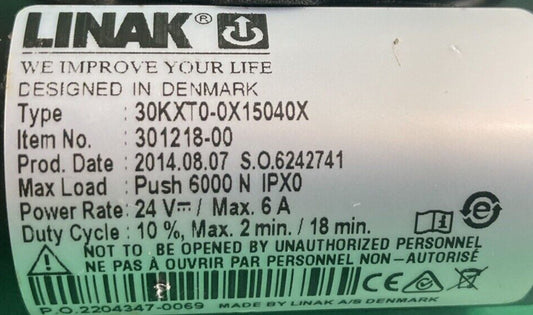 LINAK®
WE IMPROVE YOUR LIFE
DESIGNED IN DENMARK
Type : 30KXT0-0X15040X
Item No. : 301218-00
Prod. Date : 2014.08.07 S.O.6242741
Max Load : Push 6000 N IPX0
Power Rate: 24 V⎓ / Max. 6 A
Duty Cycle : 10 %, Max. 2 min. / 18 min.
NOT TO BE OPENED BY UNAUTHORIZED PERSONNEL
NE PAS À OUVRIR PAR PERSONNEL NON-AUTORISÉ
CE
P.O.2204347-0069 MADE BY LINAK A/S DENMARK